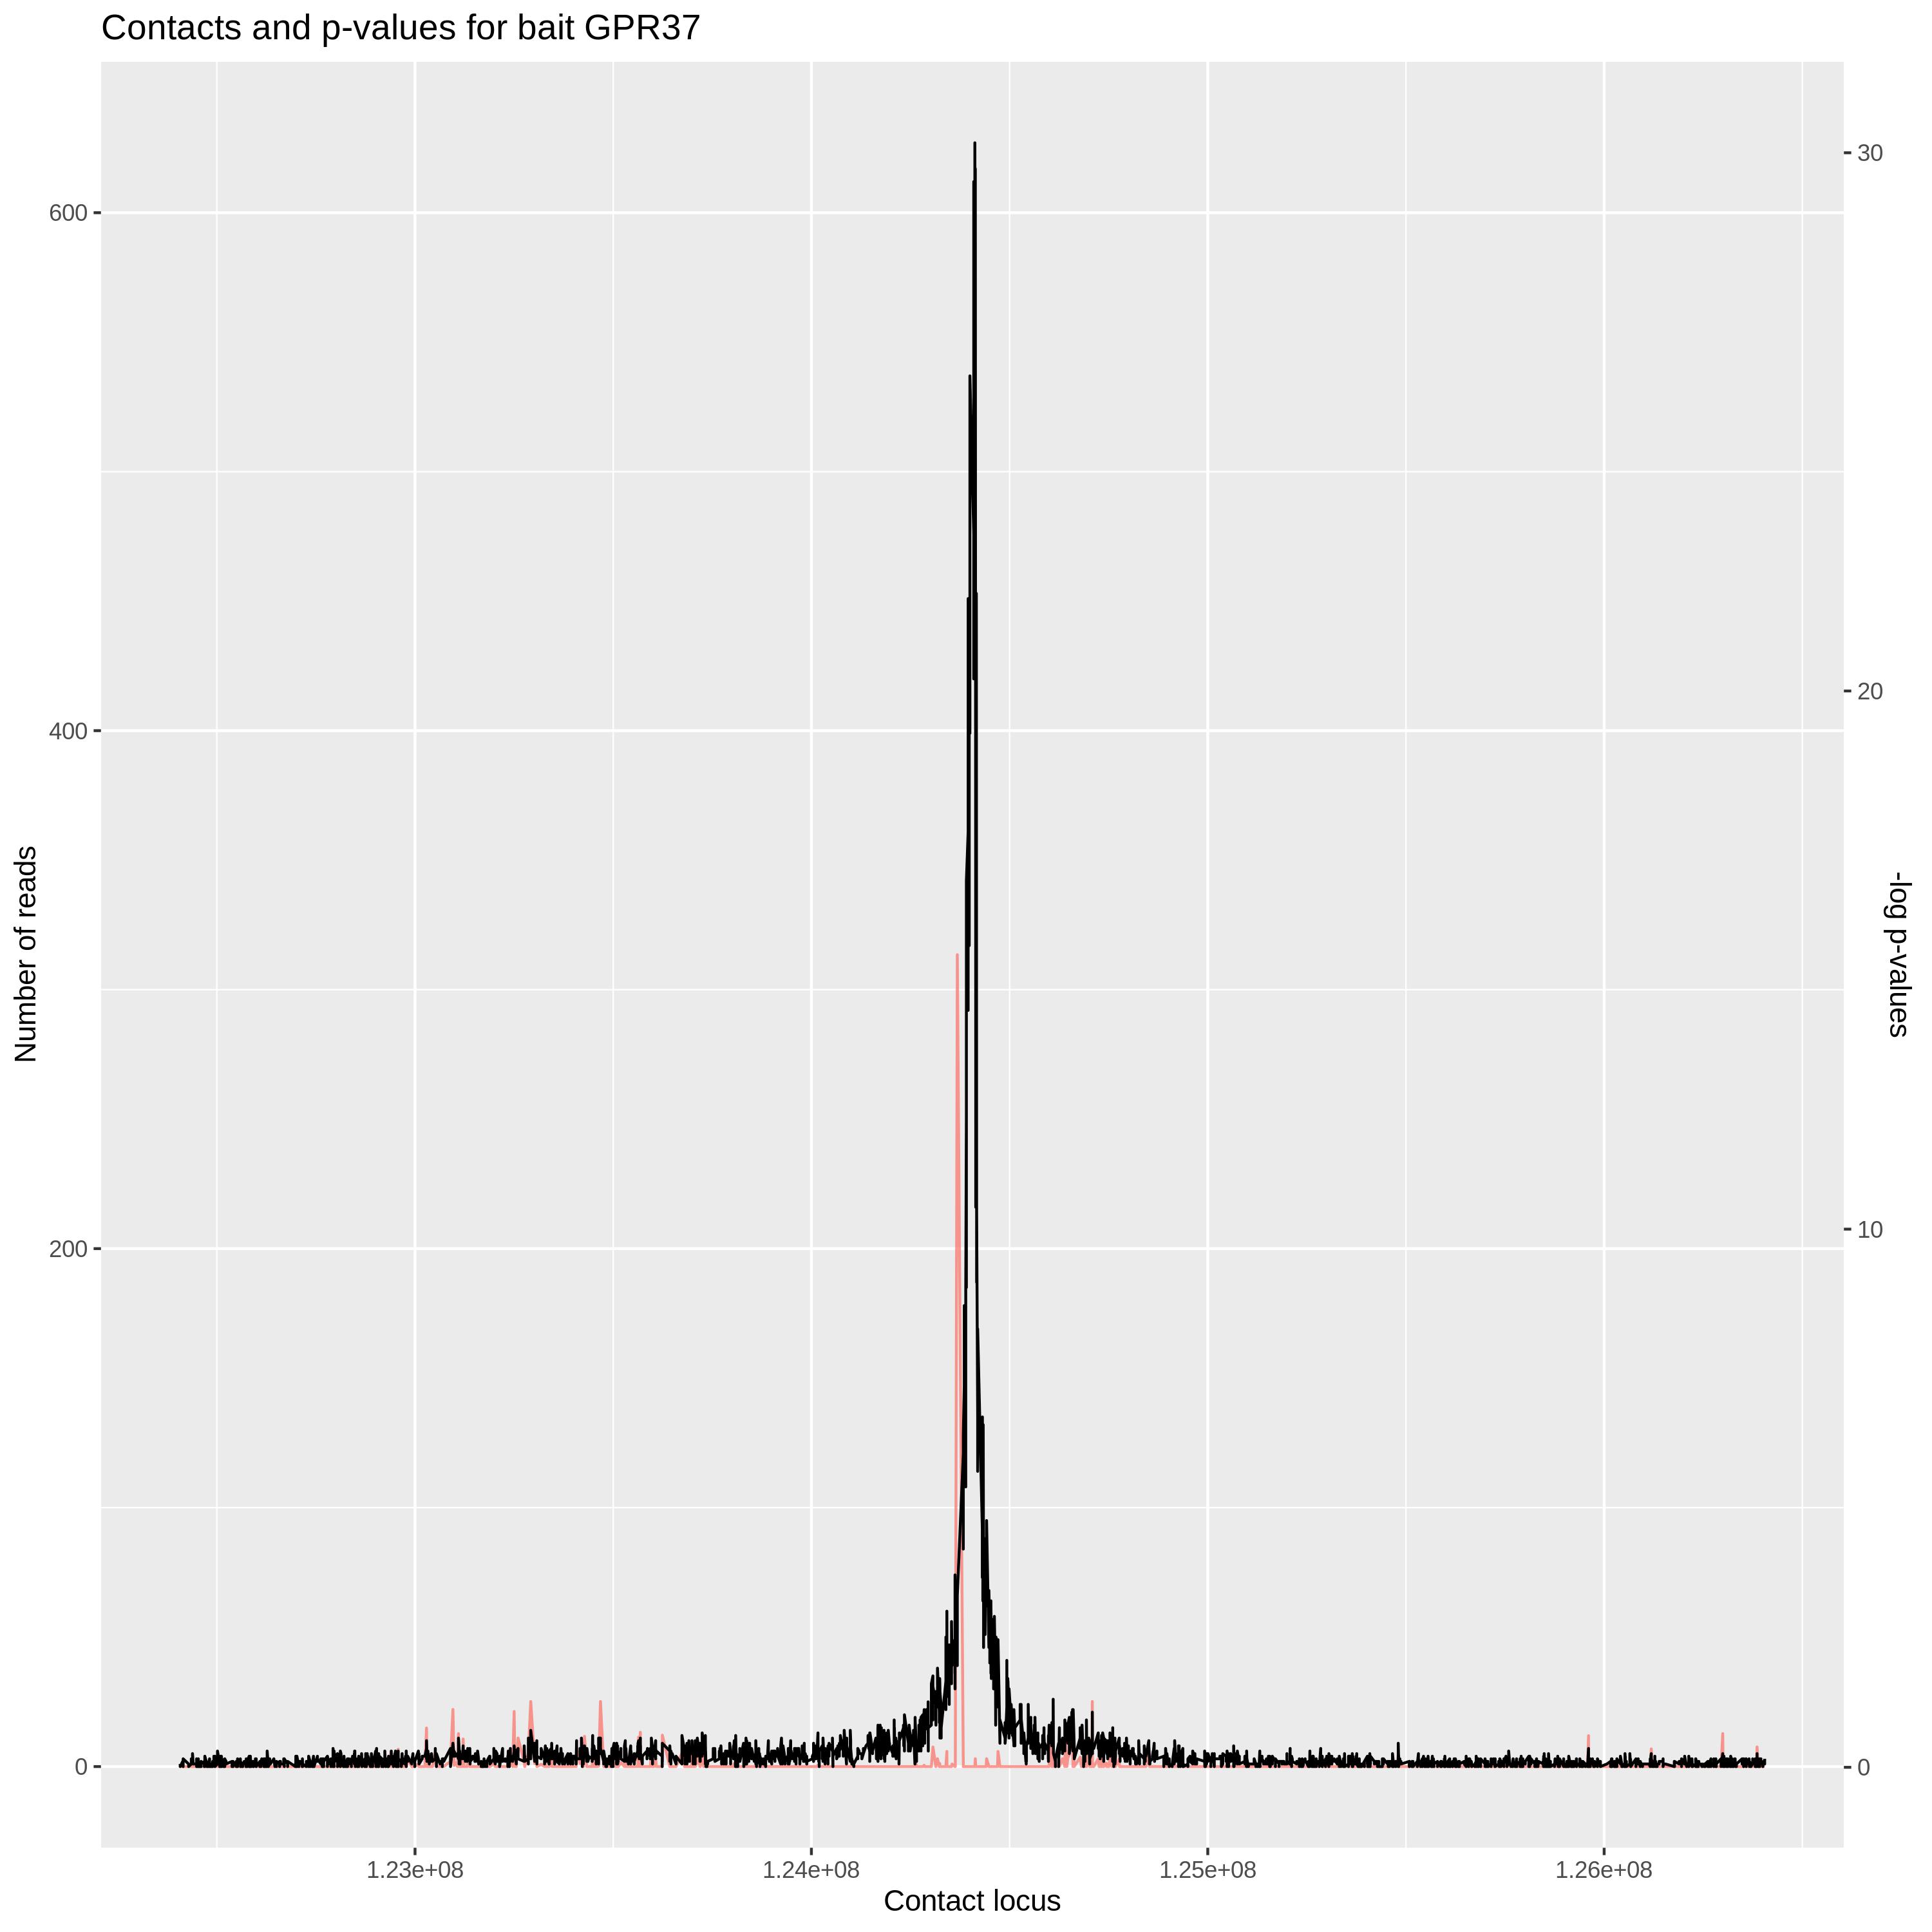 Contacts and p-values for bait GPR37
Number of reads
600
400
200
0
30
20
10
0
-log p-values
1.23e+08
1.24e+08
1.25e+08
1.26e+08
Contact locus